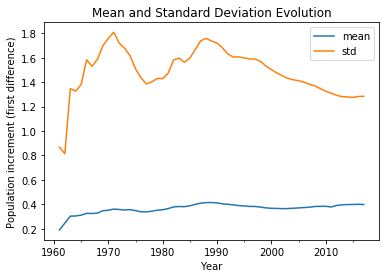 Mean and Standard Deviation Evolution
mean
std
Population increment (first difference)
1.8
1.6
1.4
1.2
1.0
0.8
0.6
0.4
0.2
1960 1970 1980 1990 2000 2010
Year